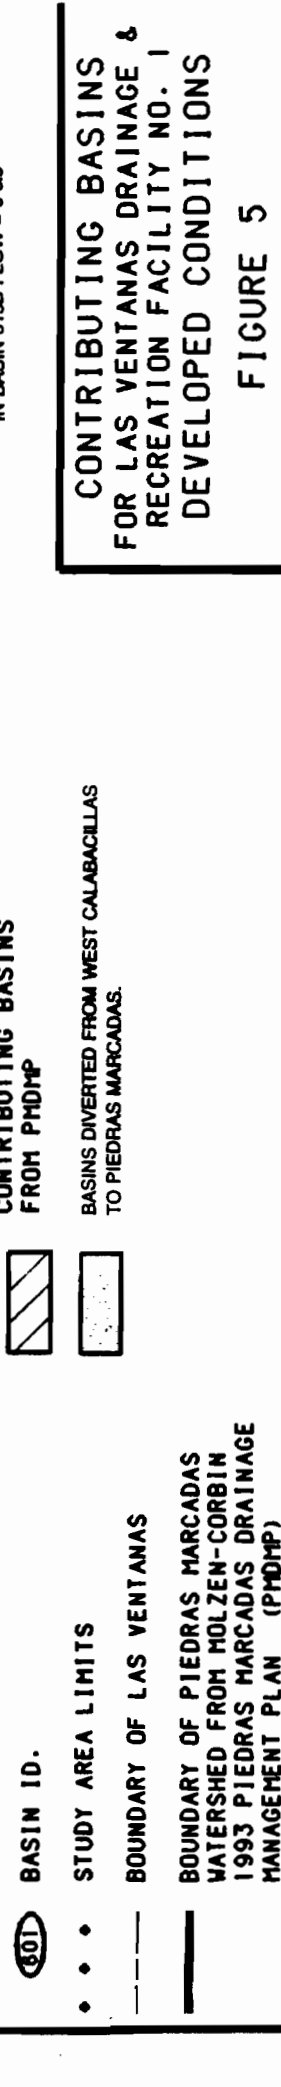 801 BASIN ID.
STUDY AREA LIMITS
BOUNDARY OF LAS VENTANAS
BOUNDARY OF PIEDRAS MARCADAS
WATERSHED FROM MOLZEN-CORBIN
1993 PIEDRAS MARCADAS DRAINAGE
MANAGEMENT PLAN (PMDMP)
CONTRIBUTING BASINS
FROM PMDMP
BASINS DIVERTED FROM WEST CALABACILLAS
TO PIEDRAS MARCADAS.
CONTRIBUTING BASINS
FOR LAS VENTANAS DRAINAGE &
RECREATION FACILITY NO. 1
DEVELOPED CONDITIONS
FIGURE 5